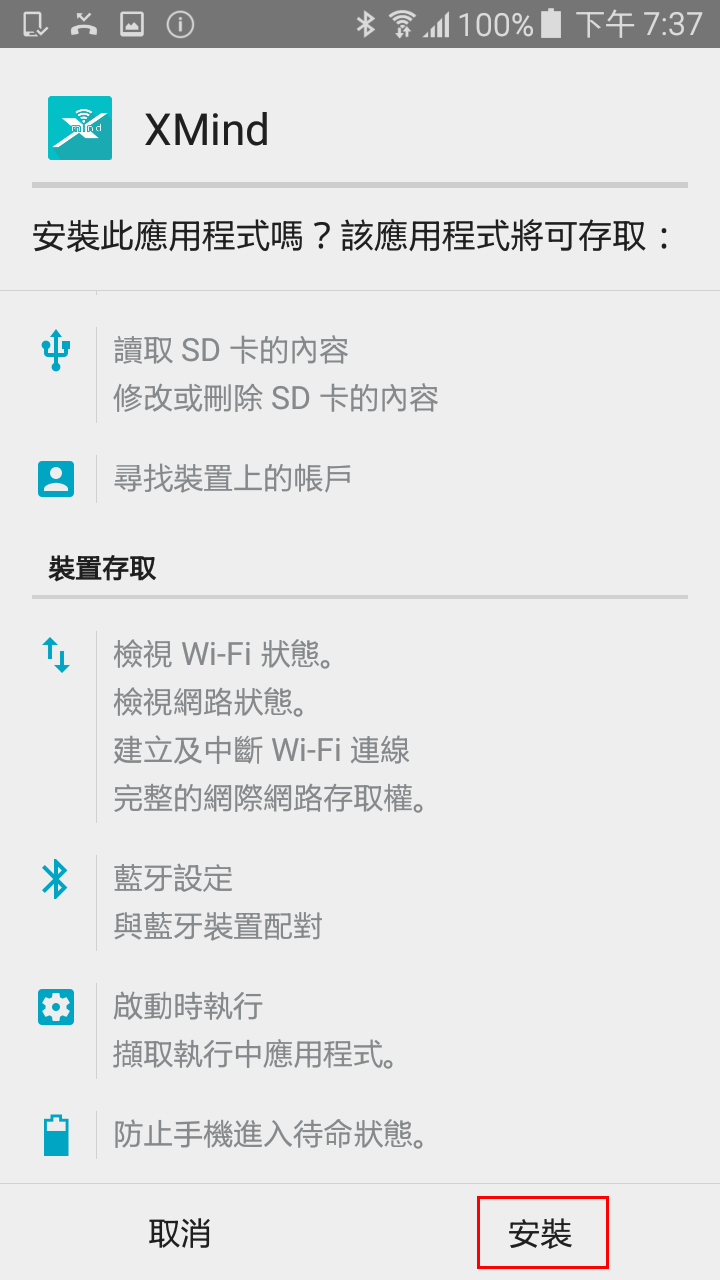 100% 下午 7:37
mind
XMind
安裝此應用程式嗎？該應用程式將可存取：
讀取 SD 卡的內容
修改或刪除 SD 卡的內容
尋找裝置上的帳戶
裝置存取
檢視 Wi-Fi 狀態。
檢視網路狀態。
建立及中斷 Wi-Fi 連線
完整的網際網路存取權。
藍牙設定
與藍牙裝置配對
啟動時執行
擷取執行中應用程式。
防止手機進入待命狀態。
取消
安裝